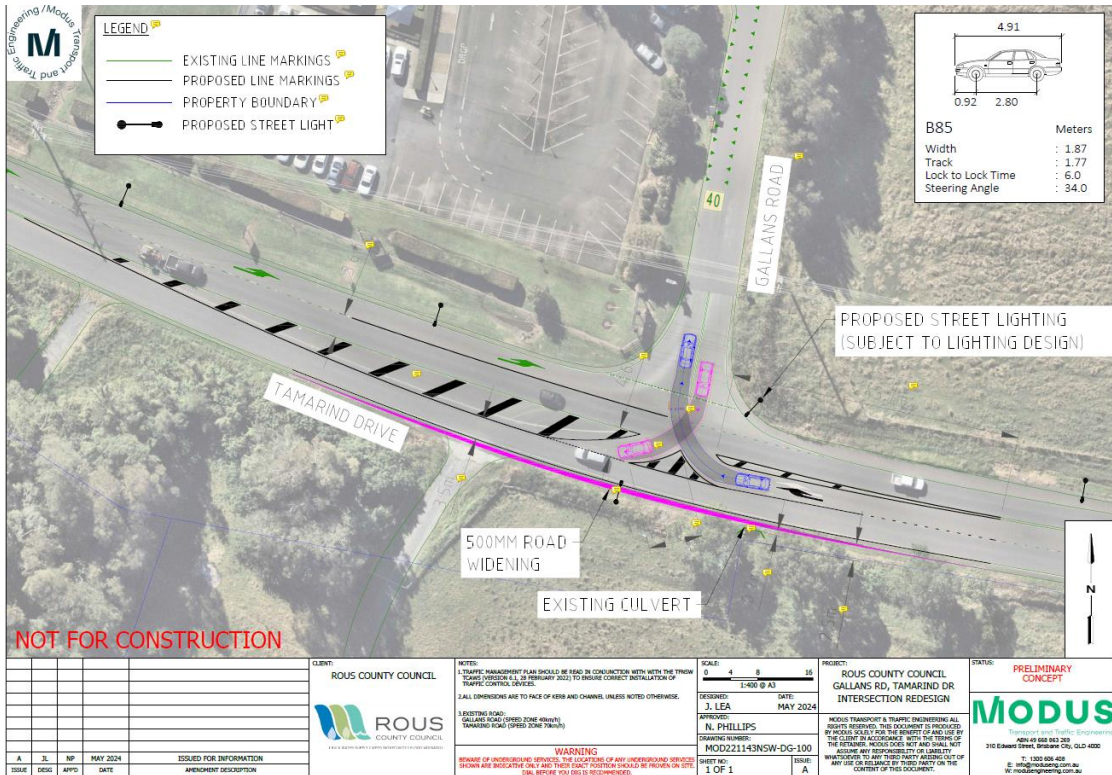 Engineering / Modus Transport and Traffic
M
LEGEND
EXISTING LINE MARKINGS
PROPOSED LINE MARKINGS
PROPERTY BOUNDARY
PROPOSED STREET LIGHT
4.91
0.92 2.80
B85 Meters
Width : 1.87
Track : 1.77
Lock to Lock Time : 6.0
Steering Angle : 34.0
40
GALLANS ROAD
PROPOSED STREET LIGHTING
(SUBJECT TO LIGHTING DESIGN)
TAMARIND DRIVE
500MM ROAD
WIDENING
EXISTING CULVERT
N
NOT FOR CONSTRUCTION
A JL NP MAY 2024 ISSUED FOR INFORMATION
ISSUE DESG APP'D DATE AMENDMENT DESCRIPTION
CLIENT:
ROUS COUNTY COUNCIL
ROUS
COUNTY COUNCIL
NOTES:
1.TRAFFIC MANAGEMENT PLAN SHOULD BE READ IN CONJUNCTION WITH WITH THE TFNSW
TCAWS (VERSION 6.1, 28 FEBRUARY 2022) TO ENSURE CORRECT INSTALLATION OF
TRAFFIC CONTROL DEVICES.
2.ALL DIMENSIONS ARE TO FACE OF KERB AND CHANNEL UNLESS NOTED OTHERWISE.
3.EXISTING ROAD:
GALLANS ROAD (SPEED ZONE 40km/h)
TAMARIND ROAD (SPEED ZONE 70km/h)
WARNING
BEWARE OF UNDERGROUND SERVICES. THE LOCATIONS OF ANY UNDERGROUND SERVICES
SHOWN ARE INDICATIVE ONLY AND THEIR EXACT POSITION SHOULD BE PROVEN ON SITE.
DIAL BEFORE YOU DIG IS RECOMMENDED.
SCALE:
0 4 8 16
1:400 @ A3
DESIGNED: DATE:
J. LEA MAY 2024
APPROVED:
N. PHILLIPS
DRAWING NUMBER:
MOD221143NSW-DG-100
SHEET NO: ISSUE:
1 OF 1 A
PROJECT:
ROUS COUNTY COUNCIL
GALLANS RD, TAMARIND DR
INTERSECTION REDESIGN
MODUS TRANSPORT & TRAFFIC ENGINEERING ALL
RIGHTS RESERVED. THIS DOCUMENT IS PRODUCED
BY MODUS SOLELY FOR THE BENEFIT OF AND USE BY
THE CLIENT IN ACCORDANCE WITH THE TERMS OF
THE RETAINER. MODUS DOES NOT AND SHALL NOT
ASSUME ANY RESPONSIBILITY OR LIABILITY
WHATSOEVER TO ANY THIRD PARTY ARISING OUT OF
ANY USE OR RELIANCE BY THIRD PARTY ON THE
CONTENT OF THIS DOCUMENT.
STATUS:
PRELIMINARY
CONCEPT
MODUS
Transport and Traffic Engineering
ABN 49 668 863 269
310 Edward Street, Brisbane City, QLD 4000
T: 1300 606 408
E: info@moduseng.com.au
W: modusengineering.com.au